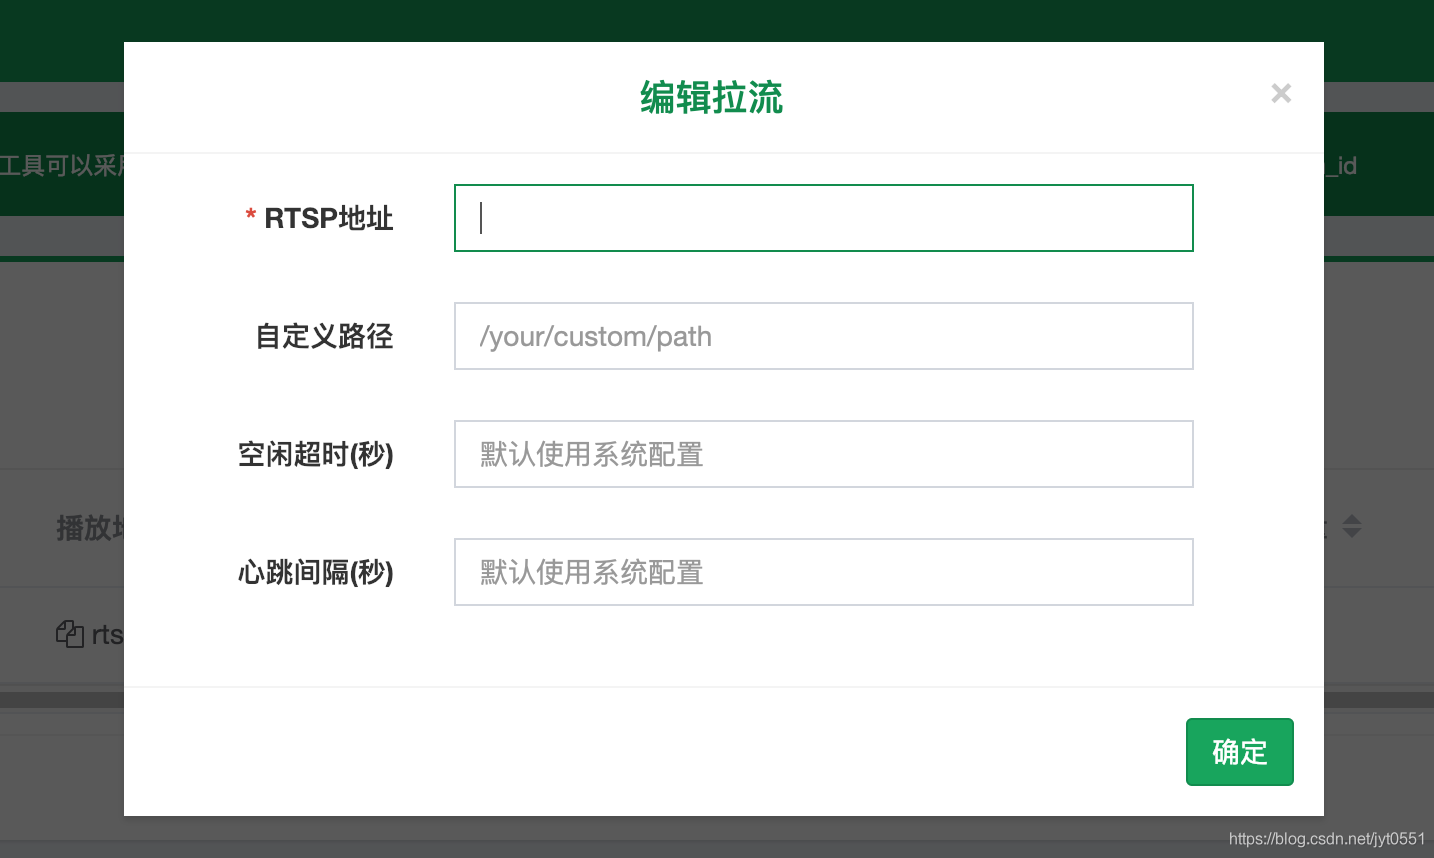 编辑拉流
×
工具可以采
_id
* RTSP地址
自定义路径
/your/custom/path
空闲超时(秒)
默认使用系统配置
播放
心跳间隔(秒)
默认使用系统配置
rts
确定
https://blog.csdn.net/jyt0551